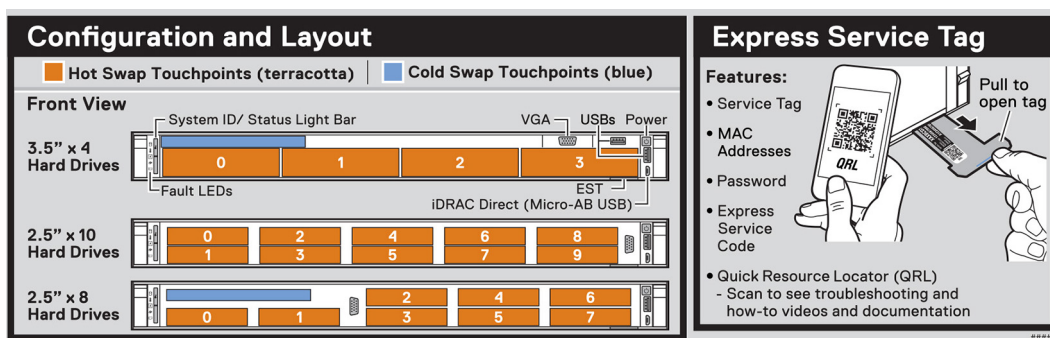 Configuration and Layout
Hot Swap Touchpoints (terracotta)
Cold Swap Touchpoints (blue)
Front View
System ID/ Status Light Bar
VGA
USBs
Power
3.5” x 4
Hard Drives
0
1
2
3
Fault LEDs
EST
iDRAC Direct (Micro-AB USB)
2.5” x 10
Hard Drives
0
2
4
6
8
1
3
5
7
9
2.5” x 8
Hard Drives
2
4
6
0
1
3
5
7
Express Service Tag
Features:
• Service Tag
• MAC
Addresses
• Password
• Express
Service
Code
• Quick Resource Locator (QRL)
- Scan to see troubleshooting and
how-to videos and documentation
QRL
Pull to
open tag